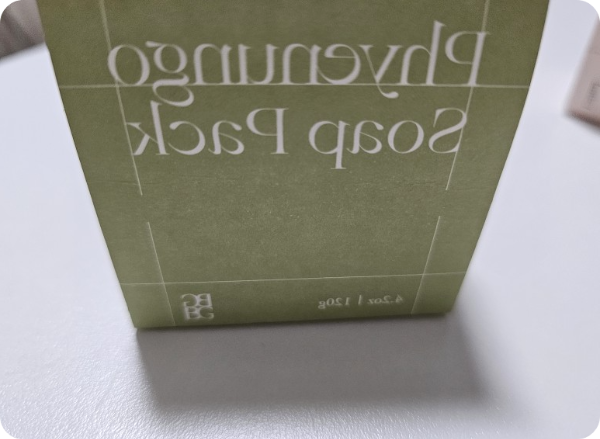 Phyenungo
Soap Pack
4.2oz | 120g